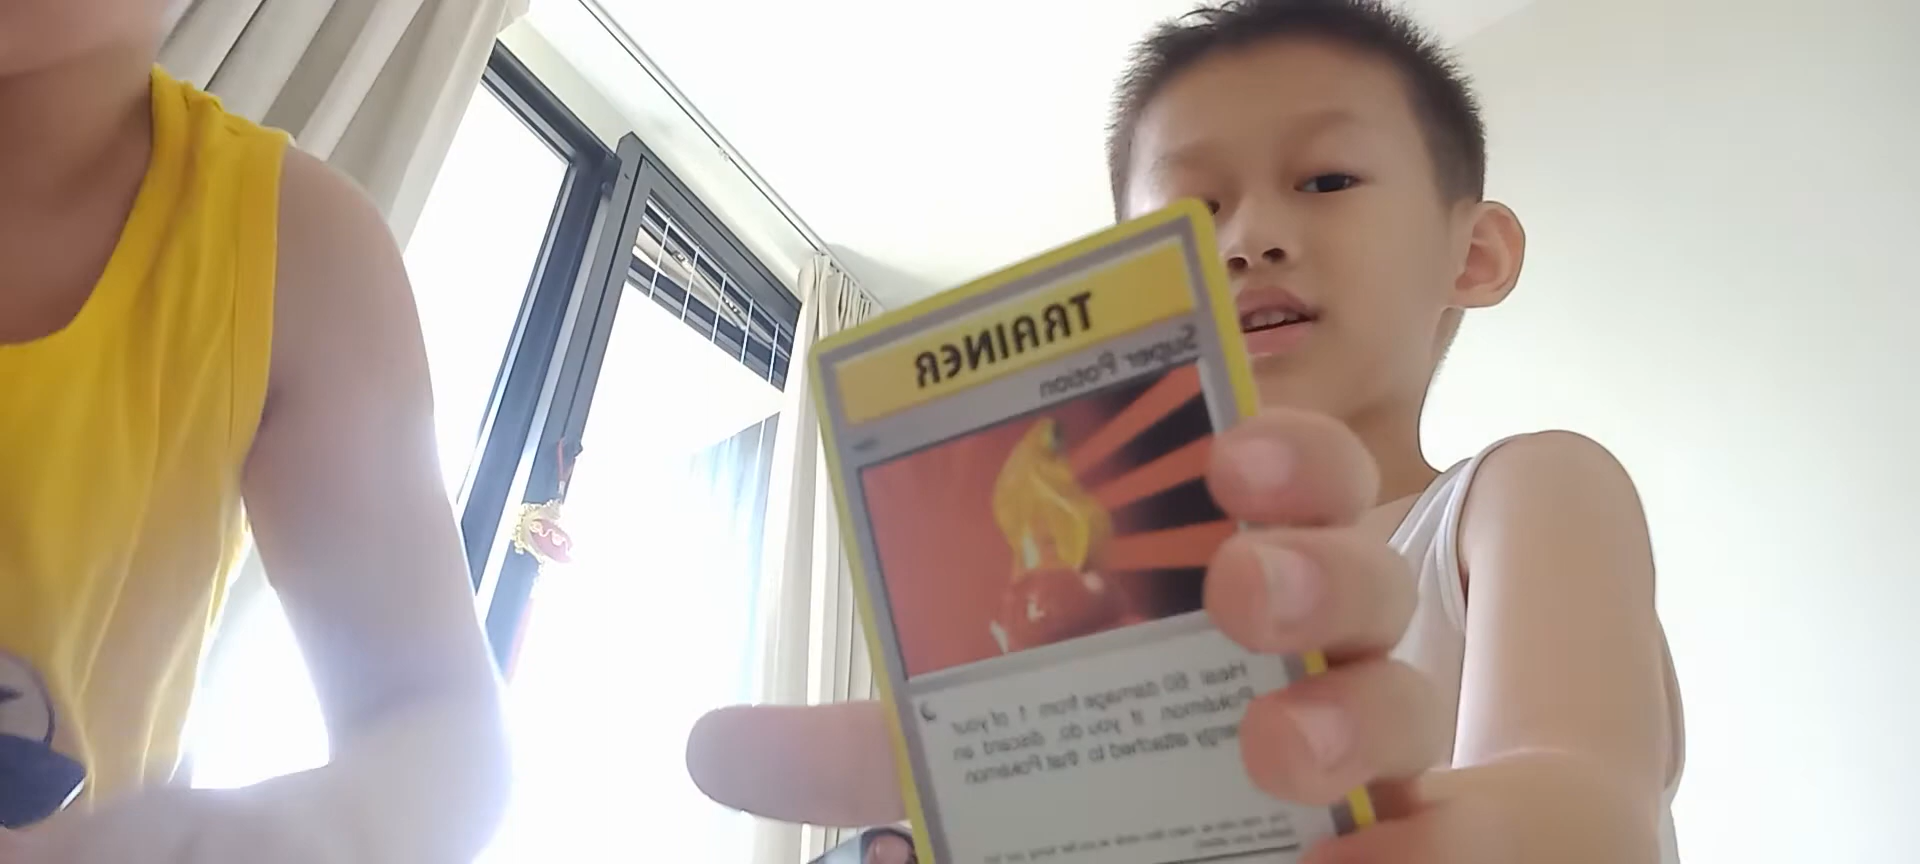 TRAINER
Super Potion
Heal 60 damage from 1 of your
Pokémon. If you do, discard an
Energy attached to that Pokémon.